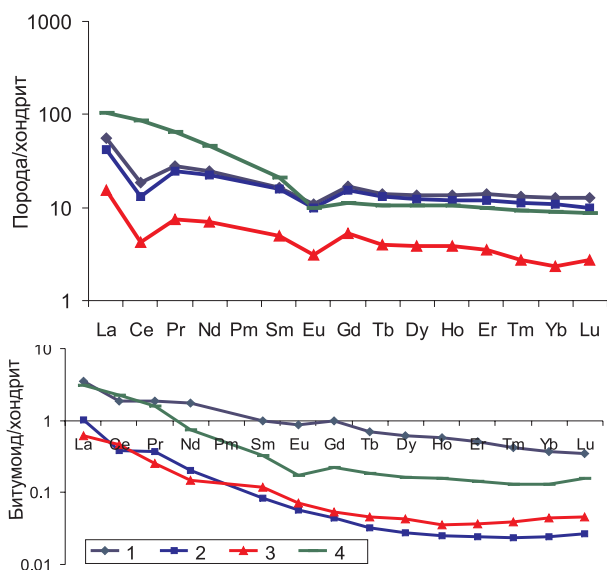 Порода/хондрит
1000
100
10
1
La Ce Pr Nd Pm Sm Eu Gd Tb Dy Ho Er Tm Yb Lu
Битумоид/хондрит
10
1
0.1
0.01
La Ce Pr Nd Pm Sm Eu Gd Tb Dy Ho Er Tm Yb Lu
1 2 3 4